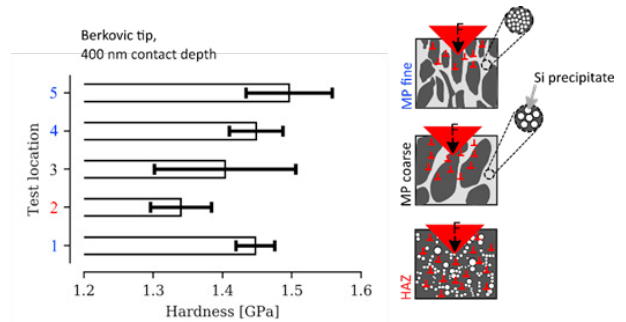 Berkovic tip,
400 nm contact depth
Test location
5
4
3
2
1
1.2 1.3 1.4 1.5 1.6
Hardness [GPa]
MP fine
F
Si precipitate
MP coarse
F
HAZ
F